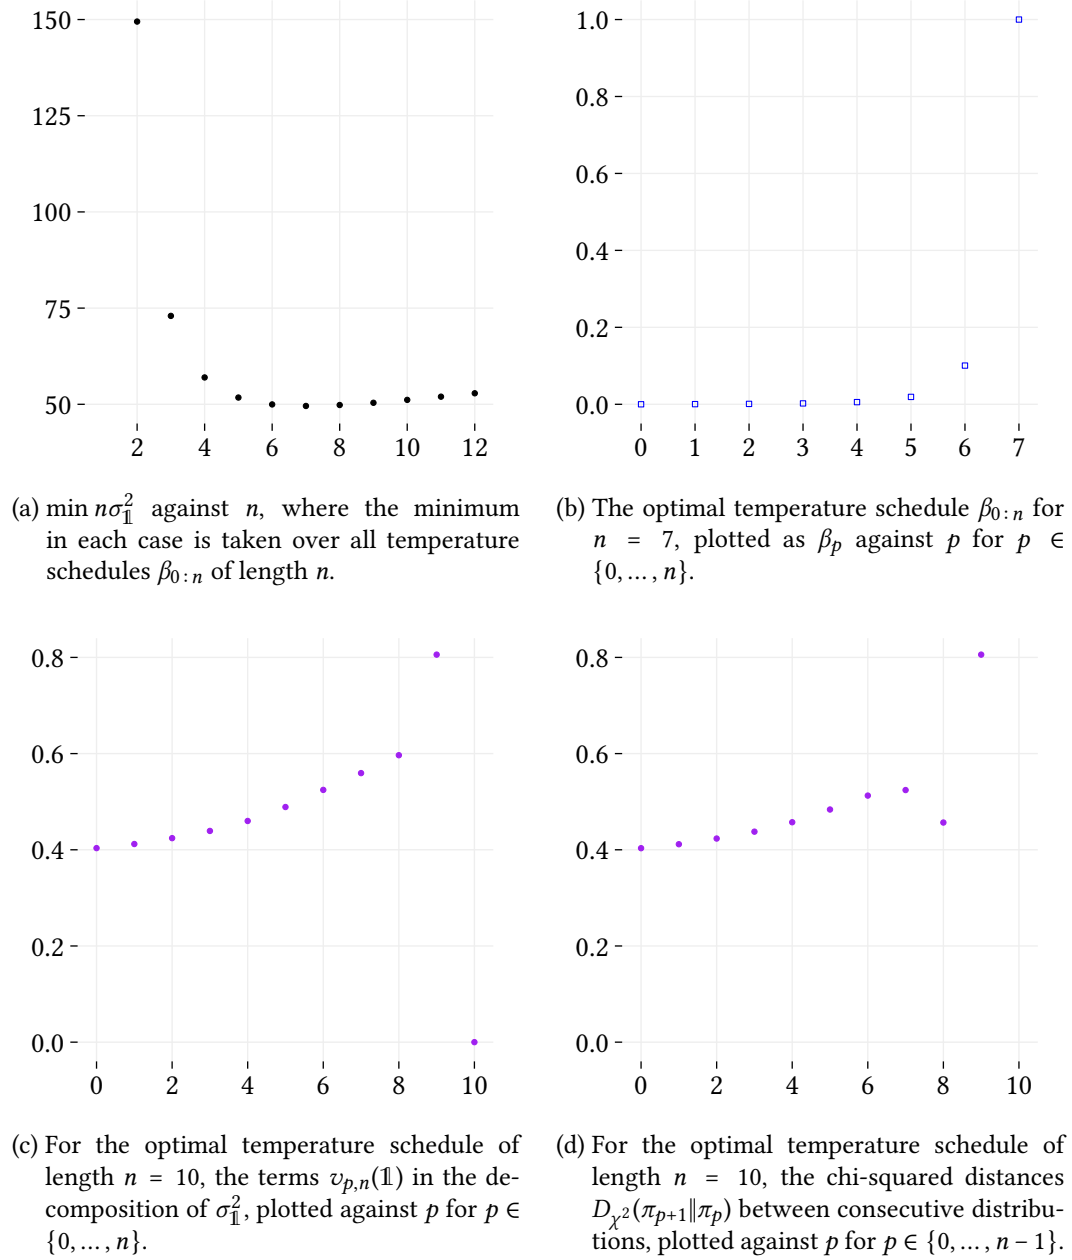 150
125
100
75
50
2 4 6 8 10 12
(a) min nσ²𝟙 against n, where the minimum
in each case is taken over all temperature
schedules β₀:ₙ of length n.
1.0
0.8
0.6
0.4
0.2
0.0
0 1 2 3 4 5 6 7
(b) The optimal temperature schedule β₀:ₙ for
n = 7, plotted as βₚ against p for p ∈
{0, …, n}.
0.8
0.6
0.4
0.2
0.0
0 2 4 6 8 10
(c) For the optimal temperature schedule of
length n = 10, the terms vₚ,ₙ(𝟙) in the de-
composition of σ²𝟙, plotted against p for p ∈
{0, …, n}.
0.8
0.6
0.4
0.2
0.0
0 2 4 6 8 10
(d) For the optimal temperature schedule of
length n = 10, the chi-squared distances
Dχ²(πₚ₊₁‖πₚ) between consecutive distribu-
tions, plotted against p for p ∈ {0, …, n − 1}.